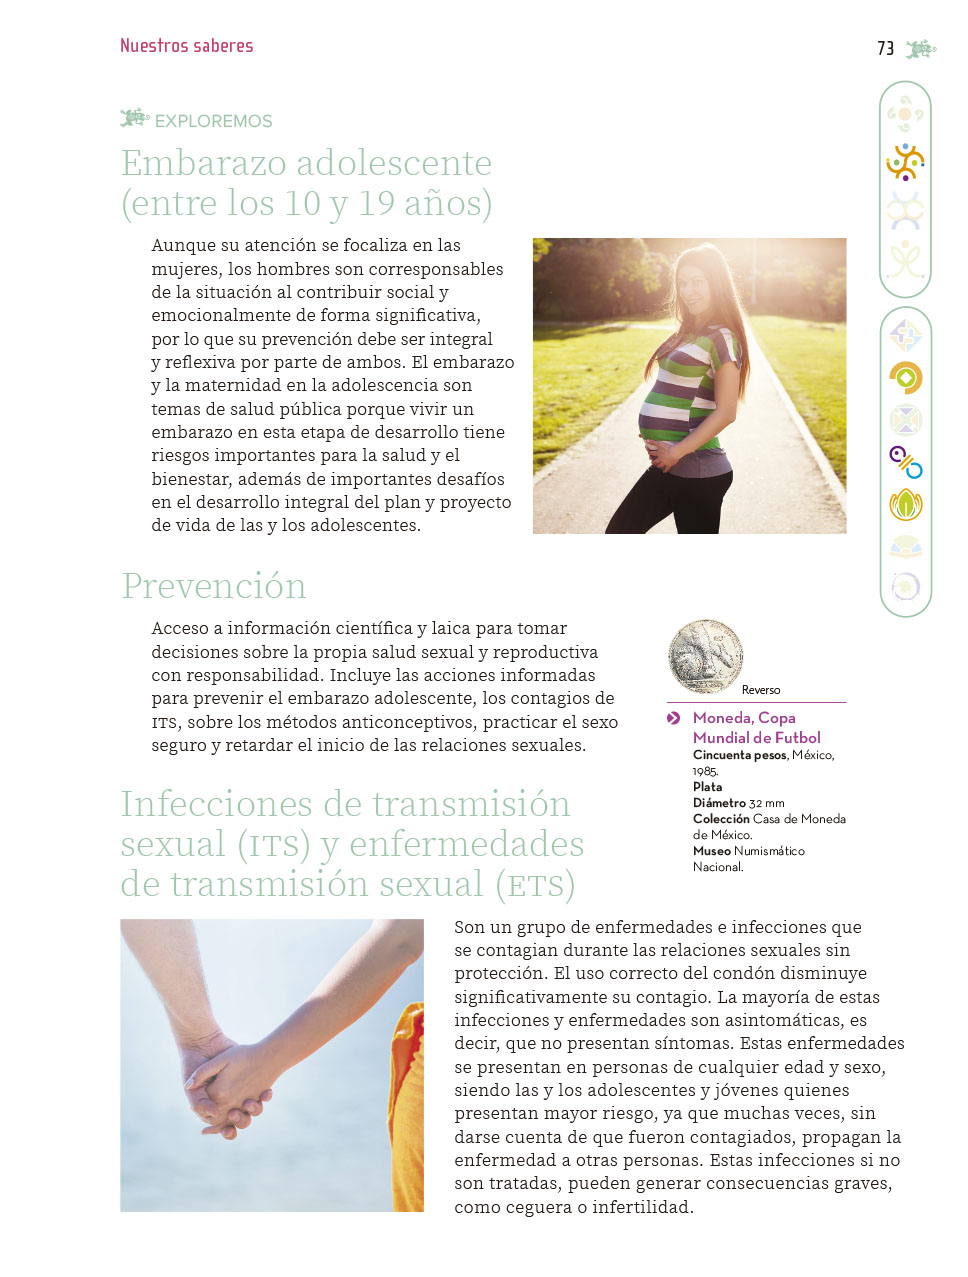 Nuestros saberes
73
EXPLOREMOS
Embarazo adolescente
(entre los 10 y 19 años)
Aunque su atención se focaliza en las
mujeres, los hombres son corresponsables
de la situación al contribuir social y
emocionalmente de forma significativa,
por lo que su prevención debe ser integral
y reflexiva por parte de ambos. El embarazo
y la maternidad en la adolescencia son
temas de salud pública porque vivir un
embarazo en esta etapa de desarrollo tiene
riesgos importantes para la salud y el
bienestar, además de importantes desafíos
en el desarrollo integral del plan y proyecto
de vida de las y los adolescentes.
Prevención
Acceso a información científica y laica para tomar
decisiones sobre la propia salud sexual y reproductiva
con responsabilidad. Incluye las acciones informadas
para prevenir el embarazo adolescente, los contagios de
ITS, sobre los métodos anticonceptivos, practicar el sexo
seguro y retardar el inicio de las relaciones sexuales.
Reverso
Moneda, Copa
Mundial de Futbol
Cincuenta pesos, México,
1985.
Plata
Diámetro 32 mm
Colección Casa de Moneda
de México.
Museo Numismático
Nacional.
Infecciones de transmisión
sexual (ITS) y enfermedades
de transmisión sexual (ETS)
Son un grupo de enfermedades e infecciones que
se contagian durante las relaciones sexuales sin
protección. El uso correcto del condón disminuye
significativamente su contagio. La mayoría de estas
infecciones y enfermedades son asintomáticas, es
decir, que no presentan síntomas. Estas enfermedades
se presentan en personas de cualquier edad y sexo,
siendo las y los adolescentes y jóvenes quienes
presentan mayor riesgo, ya que muchas veces, sin
darse cuenta de que fueron contagiados, propagan la
enfermedad a otras personas. Estas infecciones si no
son tratadas, pueden generar consecuencias graves,
como ceguera o infertilidad.